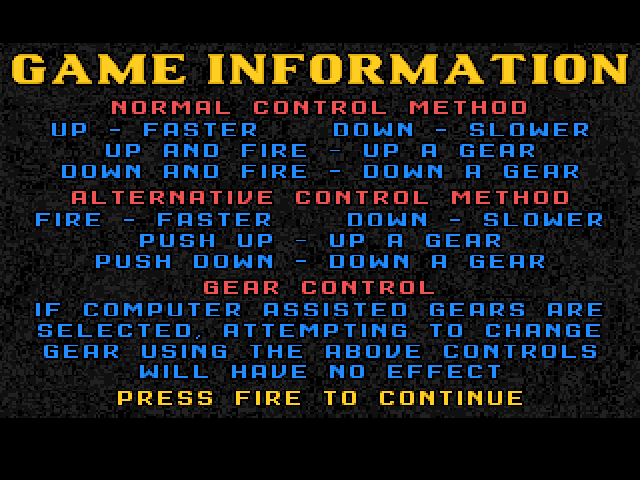 GAME INFORMATION
NORMAL CONTROL METHOD
UP - FASTER DOWN - SLOWER
UP AND FIRE - UP A GEAR
DOWN AND FIRE - DOWN A GEAR
ALTERNATIVE CONTROL METHOD
FIRE - FASTER DOWN - SLOWER
PUSH UP - UP A GEAR
PUSH DOWN - DOWN A GEAR
GEAR CONTROL
IF COMPUTER ASSISTED GEARS ARE
SELECTED, ATTEMPTING TO CHANGE
GEAR USING THE ABOVE CONTROLS
WILL HAVE NO EFFECT
PRESS FIRE TO CONTINUE